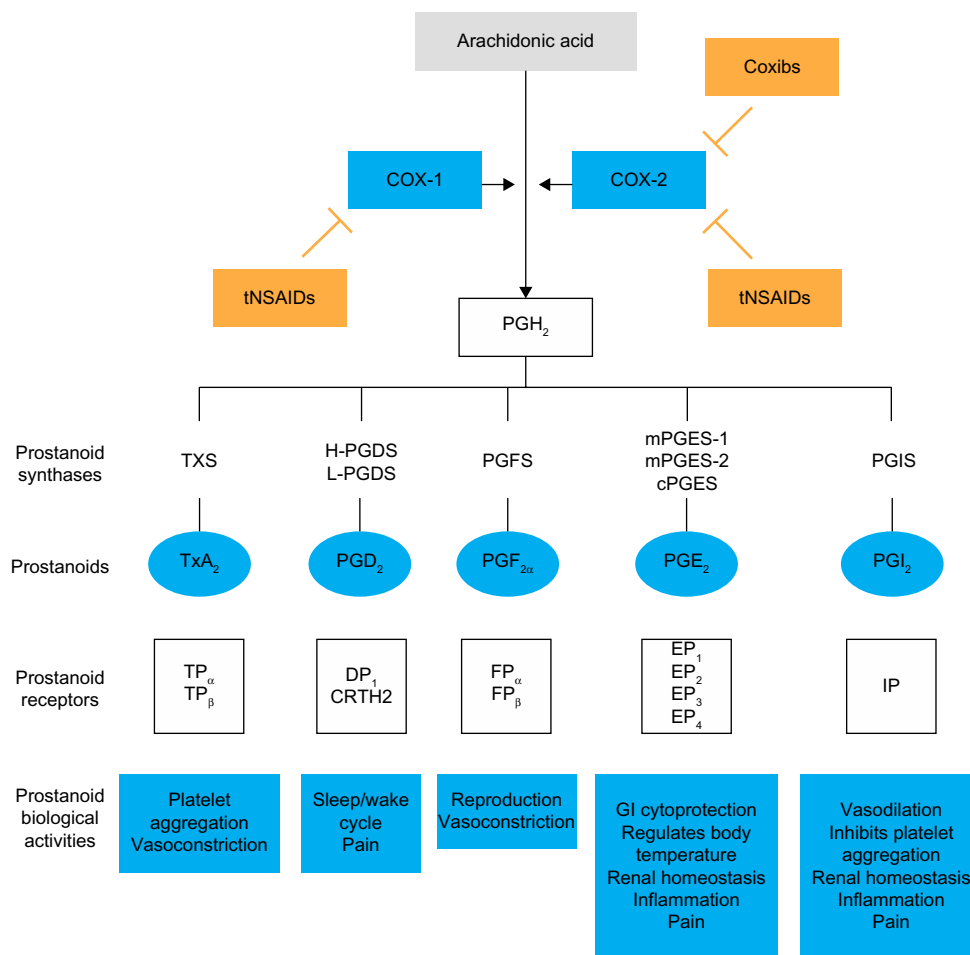 Arachidonic acid
Coxibs
COX-1
COX-2
tNSAIDs
tNSAIDs
PGH₂
Prostanoid
synthases
TXS
H-PGDS
L-PGDS
PGFS
mPGES-1
mPGES-2
cPGES
PGIS
Prostanoids
TxA₂
PGD₂
PGF₂α
PGE₂
PGI₂
Prostanoid
receptors
TPα
TPβ
DP₁
CRTH2
FPα
FPβ
EP₁
EP₂
EP₃
EP₄
IP
Prostanoid
biological
activities
Platelet
aggregation
Vasoconstriction
Sleep/wake
cycle
Pain
Reproduction
Vasoconstriction
GI cytoprotection
Regulates body
temperature
Renal homeostasis
Inflammation
Pain
Vasodilation
Inhibits platelet
aggregation
Renal homeostasis
Inflammation
Pain